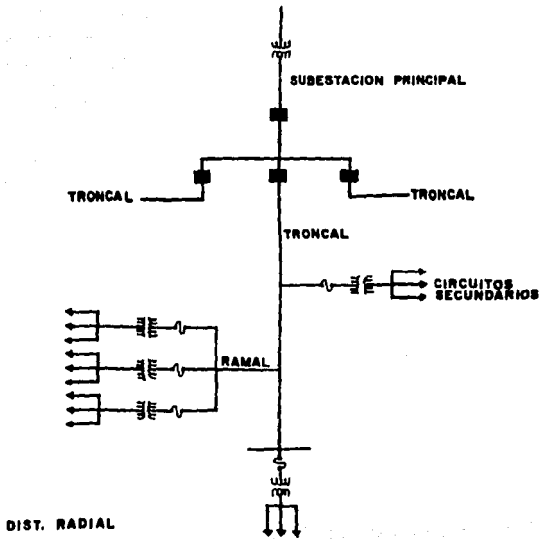 SUBESTACION PRINCIPAL
TRONCAL
TRONCAL
TRONCAL
CIRCUITOS
SECUNDARIOS
RAMAL
DIST. RADIAL